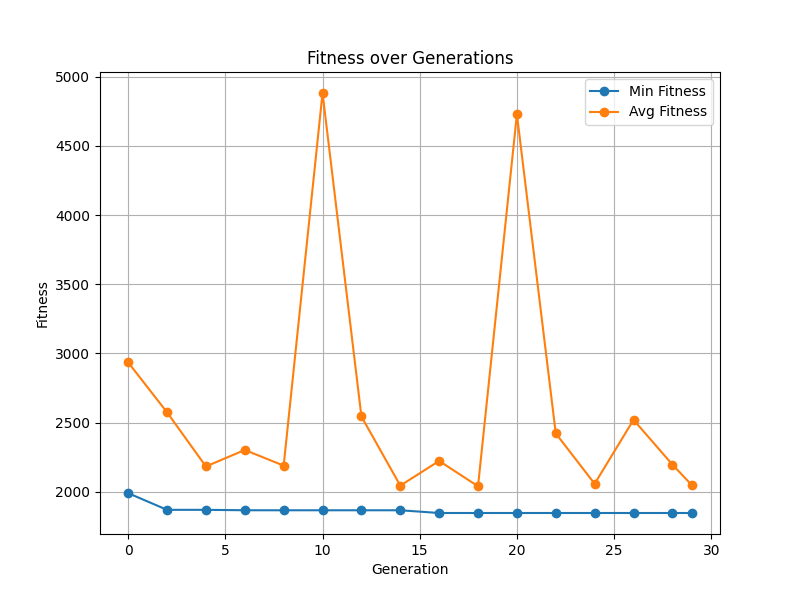 Fitness over Generations
Min Fitness
Avg Fitness
5000
4500
4000
3500
3000
2500
2000
Fitness
0 5 10 15 20 25 30
Generation